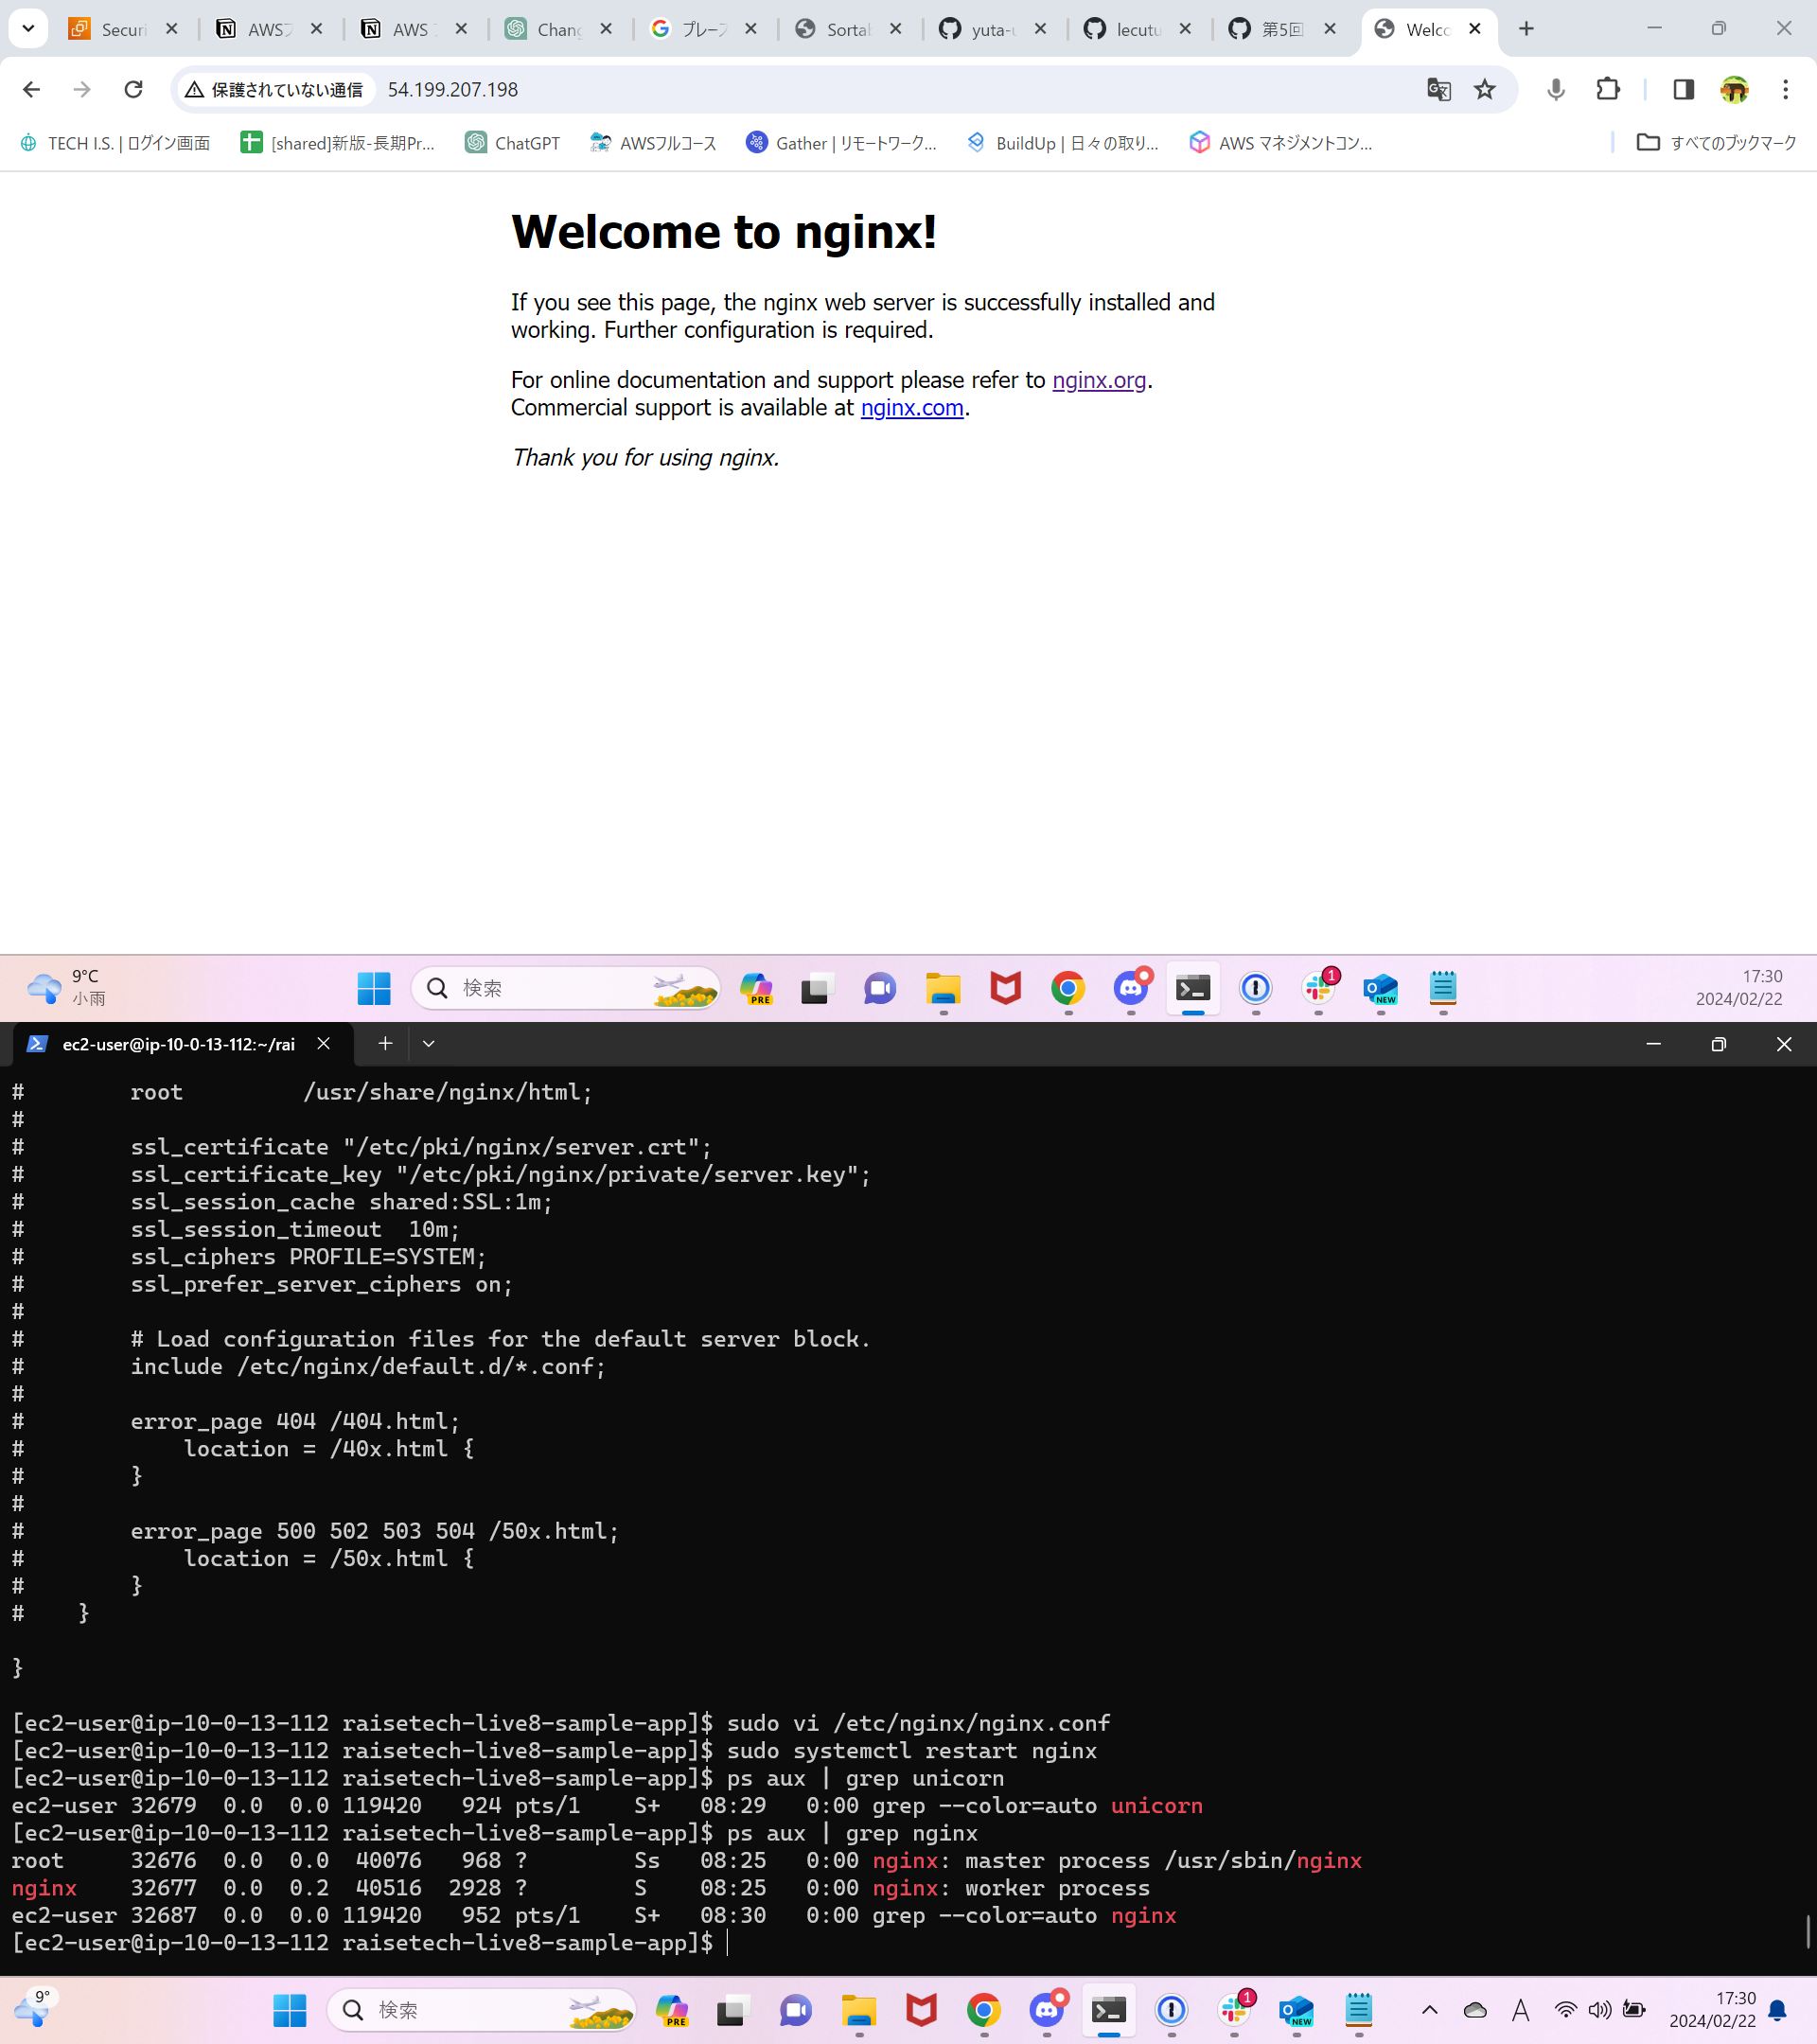 Securi
AWSフ
AWS
Chang
プレース
Sortab
yuta-u
lecutu
第5回
Welco
保護されていない通信 54.199.207.198
TECH I.S. | ログイン画面
[shared]新版-長期Pr...
ChatGPT
AWSフルコース
Gather | リモートワーク...
BuildUp | 日々の取り...
AWS マネジメントコン...
すべてのブックマーク
Welcome to nginx!
If you see this page, the nginx web server is successfully installed and
working. Further configuration is required.
For online documentation and support please refer to nginx.org.
Commercial support is available at nginx.com.
Thank you for using nginx.
9°C
小雨
検索
PRE
1
NEW
17:30
2024/02/22
ec2-user@ip-10-0-13-112:~/rai
#        root         /usr/share/nginx/html;
#
#        ssl_certificate "/etc/pki/nginx/server.crt";
#        ssl_certificate_key "/etc/pki/nginx/private/server.key";
#        ssl_session_cache shared:SSL:1m;
#        ssl_session_timeout  10m;
#        ssl_ciphers PROFILE=SYSTEM;
#        ssl_prefer_server_ciphers on;
#
#        # Load configuration files for the default server block.
#        include /etc/nginx/default.d/*.conf;
#
#        error_page 404 /404.html;
#            location = /40x.html {
#        }
#
#        error_page 500 502 503 504 /50x.html;
#            location = /50x.html {
#        }
#    }
}
[ec2-user@ip-10-0-13-112 raisetech-live8-sample-app]$ sudo vi /etc/nginx/nginx.conf
[ec2-user@ip-10-0-13-112 raisetech-live8-sample-app]$ sudo systemctl restart nginx
[ec2-user@ip-10-0-13-112 raisetech-live8-sample-app]$ ps aux | grep unicorn
ec2-user 32679  0.0  0.0 119420   924 pts/1    S+   08:29   0:00 grep --color=auto unicorn
[ec2-user@ip-10-0-13-112 raisetech-live8-sample-app]$ ps aux | grep nginx
root     32676  0.0  0.0  40076   968 ?        Ss   08:25   0:00 nginx: master process /usr/sbin/nginx
nginx    32677  0.0  0.2  40516  2928 ?        S    08:25   0:00 nginx: worker process
ec2-user 32687  0.0  0.0 119420   952 pts/1    S+   08:30   0:00 grep --color=auto nginx
[ec2-user@ip-10-0-13-112 raisetech-live8-sample-app]$
9°
検索
PRE
1
NEW
A
17:30
2024/02/22